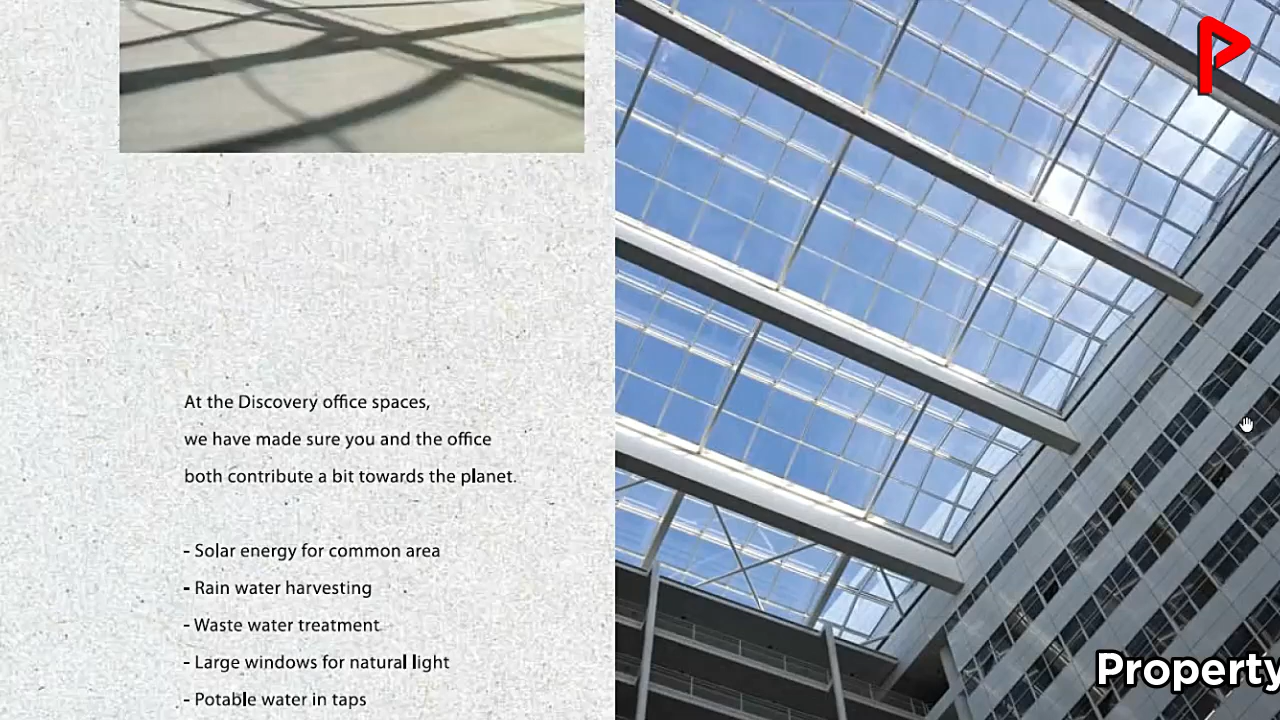 At the Discovery office spaces,
we have made sure you and the office
both contribute a bit towards the planet.
- Solar energy for common area
- Rain water harvesting
- Waste water treatment
- Large windows for natural light
- Potable water in taps
Property